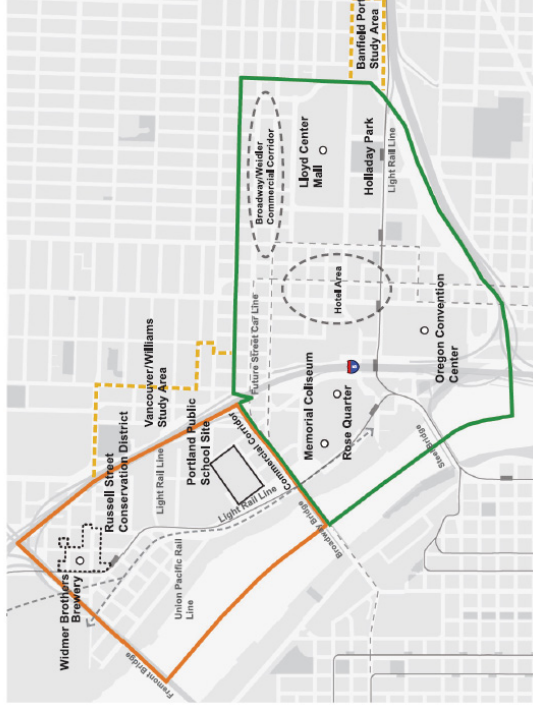 Banfield Port
Study Area
Broadway/Weidler
Commercial Corridor
Lloyd Center
Mall
Holladay Park
Light Rail Line
Hotel Area
Future Street Car Line
Vancouver/Williams
Study Area
5
Oregon Convention
Center
Memorial Coliseum
Rose Quarter
Steel Bridge
Russell Street
Conservation District
Light Rail Line
Portland Public
School Site
Commercial Corridor
Light Rail Line
Broadway Bridge
Widmer Brothers
Brewery
Union Pacific Rail
Line
Fremont Bridge